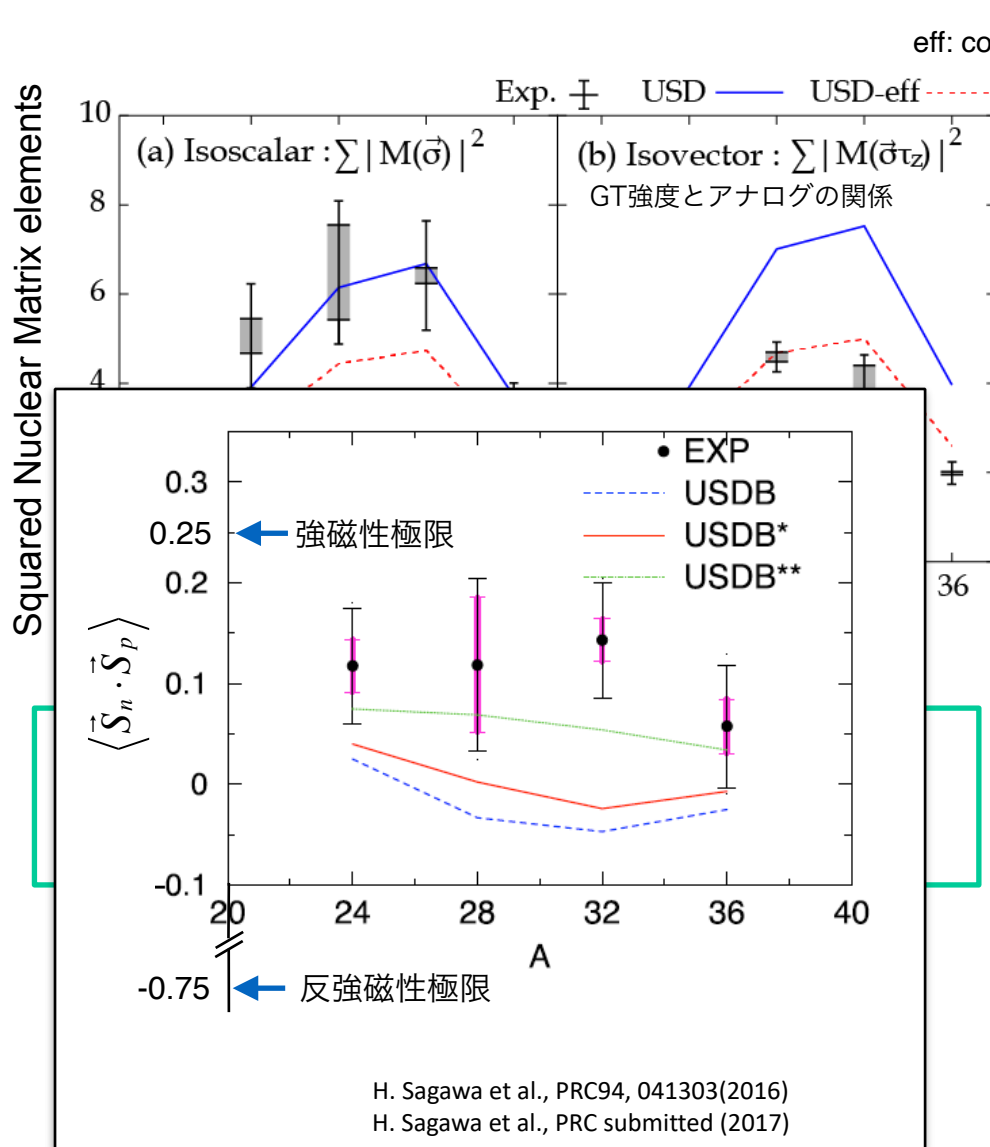 eff: co
Exp. USD USD-eff
Squared Nuclear Matrix elements
10
8
6
4
(a) Isoscalar : ∑ | M(σ⃗) |²
(b) Isovector : ∑ | M(σ⃗τz) |²
GT強度とアナログの関係
36
EXP
USDB
USDB*
USDB**
⟨S⃗n · S⃗p⟩
0.3
0.25 強磁性極限
0.2
0.1
0
-0.1
20 24 28 32 36 40
A
-0.75 反強磁性極限
H. Sagawa et al., PRC94, 041303(2016)
H. Sagawa et al., PRC submitted (2017)